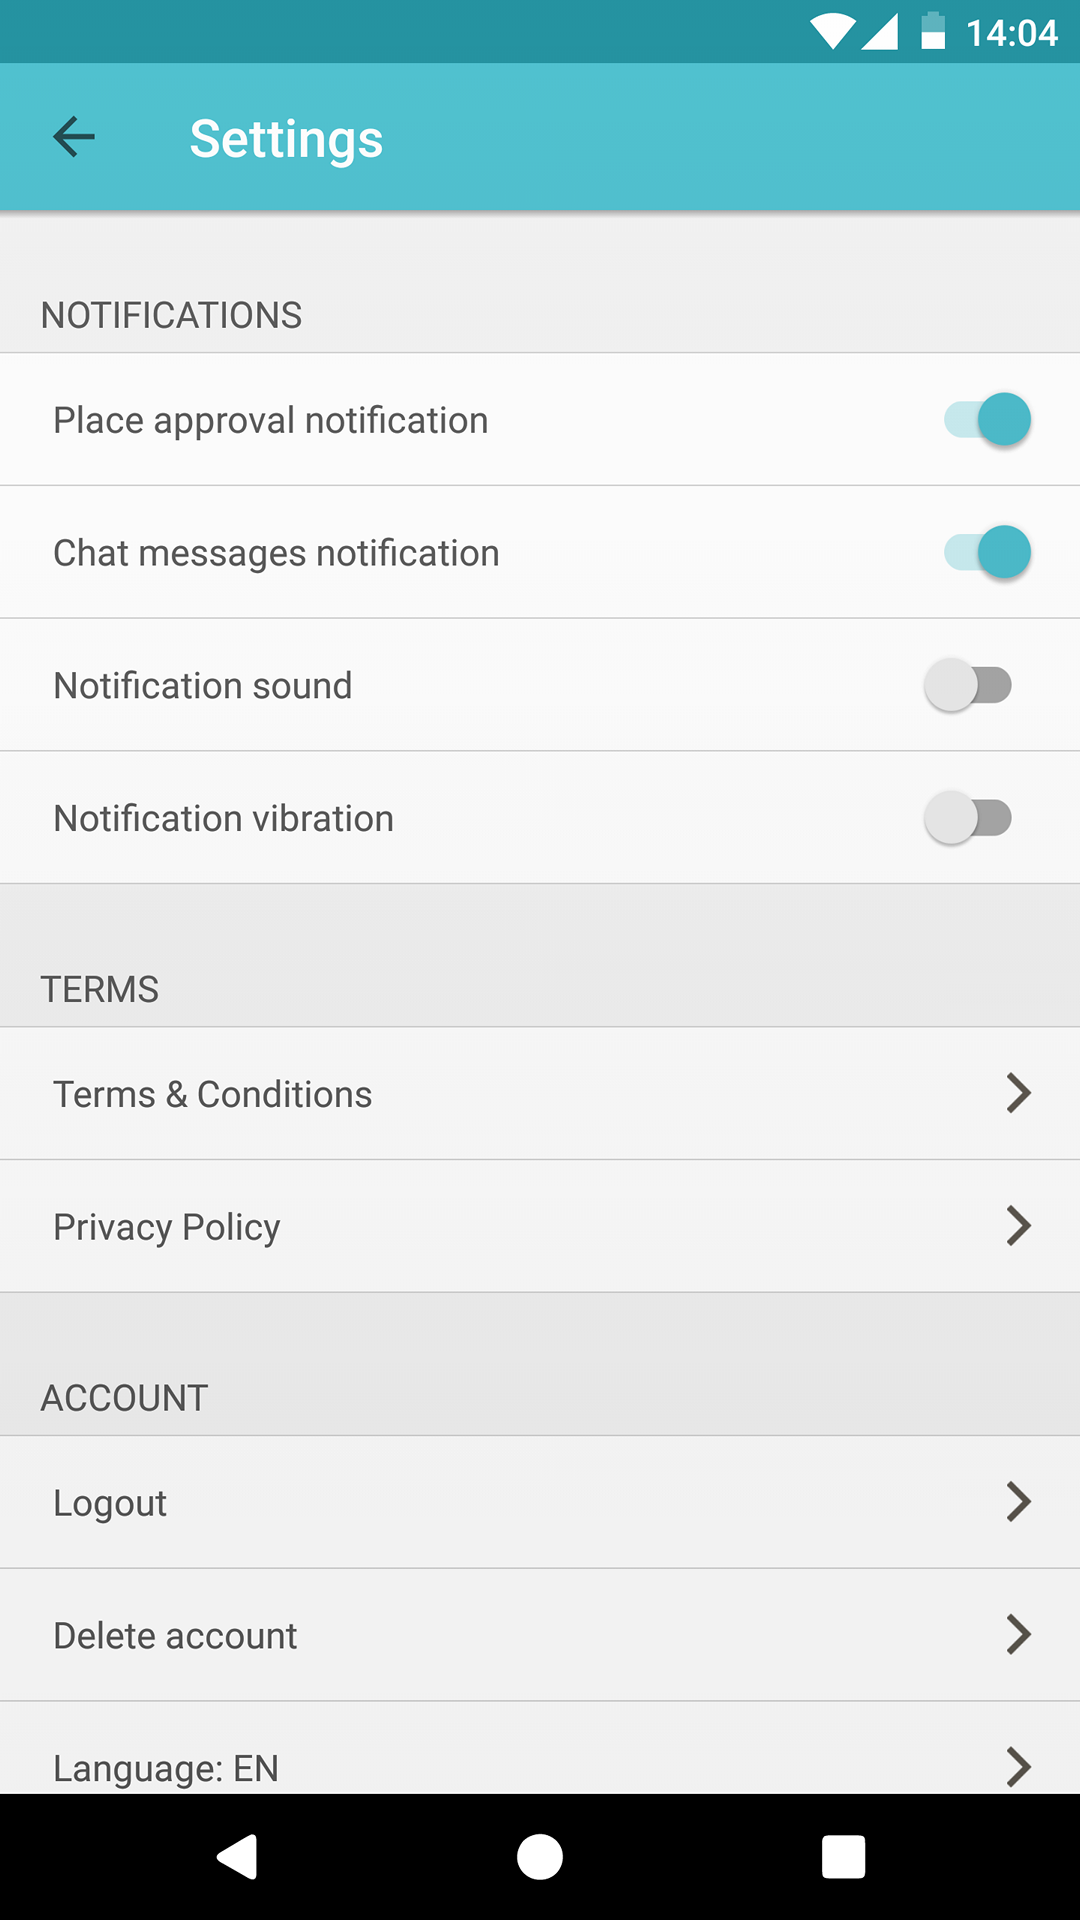 14:04
Settings
NOTIFICATIONS
Place approval notification
Chat messages notification
Notification sound
Notification vibration
TERMS
Terms & Conditions
Privacy Policy
ACCOUNT
Logout
Delete account
Language: EN